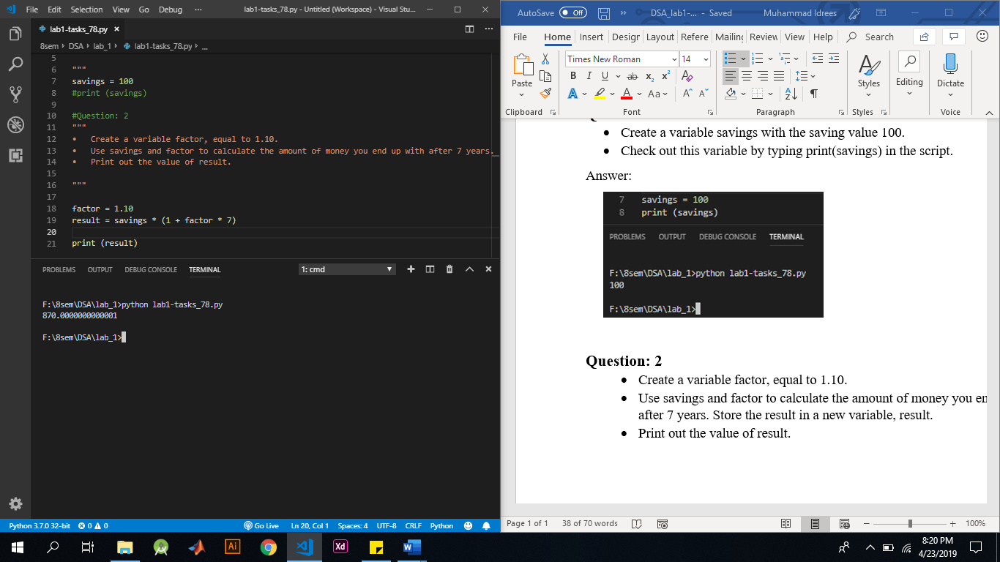 File Edit Selection View Go Debug ··· lab1-tasks_78.py - Untitled (Workspace) - Visual Stu...
lab1-tasks_78.py ×
8sem DSA lab_1 lab1-tasks_78.py ...
5
6 """
7 savings = 100
8 #print (savings)
9
10 #Question: 2
11 """
12 • Create a variable factor, equal to 1.10.
13 • Use savings and factor to calculate the amount of money you end up with after 7 years.
14 • Print out the value of result.
15
16 """
17
18 factor = 1.10
19 result = savings * (1 + factor * 7)
20
21 print (result)
PROBLEMS OUTPUT DEBUG CONSOLE TERMINAL 1: cmd
F:\8sem\DSA\lab_1>python lab1-tasks_78.py
870.0000000000001
F:\8sem\DSA\lab_1>
Python 3.7.0 32-bit 0 0 Go Live Ln 20, Col 1 Spaces: 4 UTF-8 CRLF Python
AutoSave Off DSA_lab1-... - Saved Muhammad Idrees
File Home Insert Design Layout Refere Mailing Review View Help Search
Times New Roman 14
Paste Styles Editing Dictate
B I U ab x₂ x² A
A A Aa A A
Clipboard Font Paragraph Styles Voice
• Create a variable savings with the saving value 100.
• Check out this variable by typing print(savings) in the script.
Answer:
7 savings = 100
8 print (savings)
PROBLEMS OUTPUT DEBUG CONSOLE TERMINAL
F:\8sem\DSA\lab_1>python lab1-tasks_78.py
100
F:\8sem\DSA\lab_1>
Question: 2
• Create a variable factor, equal to 1.10.
• Use savings and factor to calculate the amount of money you en
after 7 years. Store the result in a new variable, result.
• Print out the value of result.
Page 1 of 1 38 of 70 words 100%
Ai Xd W
8:20 PM
4/23/2019